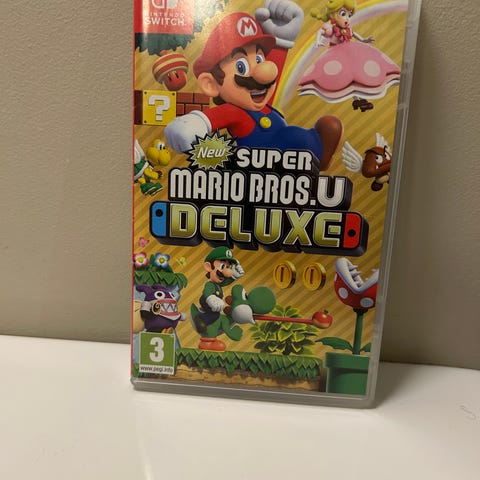 NINTENDO
SWITCH
M
?
New SUPER
MARIO BROS. U
DELUXE
3
www.pegi.info